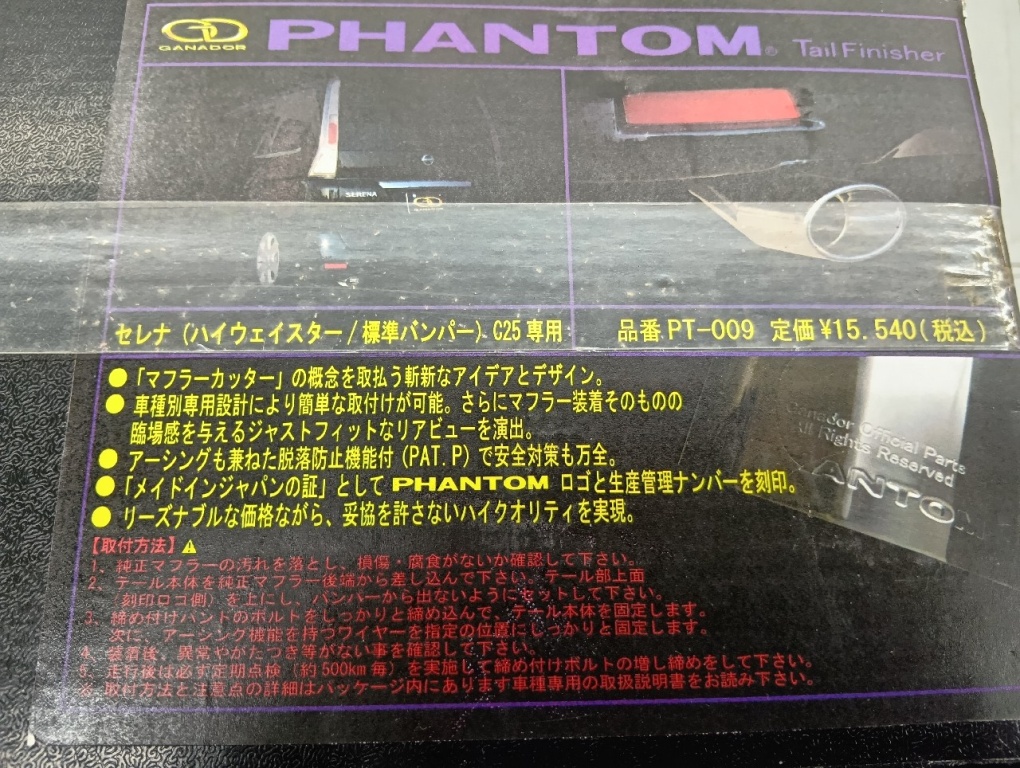 GANADOR PHANTOM® Tail Finisher
SERENA
GANADOR
セレナ (ハイウェイスター/標準バンパー) C25専用
品番.PT-009 定価¥15.540(税込)
●「マフラーカッター」の概念を取払う斬新なアイデアとデザイン。
● 車種別専用設計により簡単な取付けが可能。さらにマフラー装着そのものの
臨場感を与えるジャストフィットなリアビューを演出。
● アーシングも兼ねた脱落防止機能付 (PAT.P) で安全対策も万全。
●「メイドインジャパンの証」として PHANTOM ロゴと生産管理ナンバーを刻印。
● リーズナブルな価格ながら、妥協を許さないハイクオリティを実現。
Ganador Official Parts
All Rights Reserved
【取付方法】
1、純正マフラーの汚れを落とし、損傷・腐食がないか確認して下さい。
2、テール本体を純正マフラー後端から差し込んで下さい。テール部上面
(刻印ロゴ側)を上にし、バンパーから出ないようにセットして下さい。
3、締め付けバンドのボルトをしっかりと締め込んで、テール本体を固定します。
次に、アーシング機能を持つワイヤーを指定の位置にしっかりと固定します。
4、装着後、異常やがたつき等がない事を確認して下さい。
5、走行後は必ず定期点検(約500km毎)を実施して締め付けボルトの増し締めをして下さい。
6、取付方法と注意点の詳細はパッケージ内にあります車種専用の取扱説明書をお読み下さい。